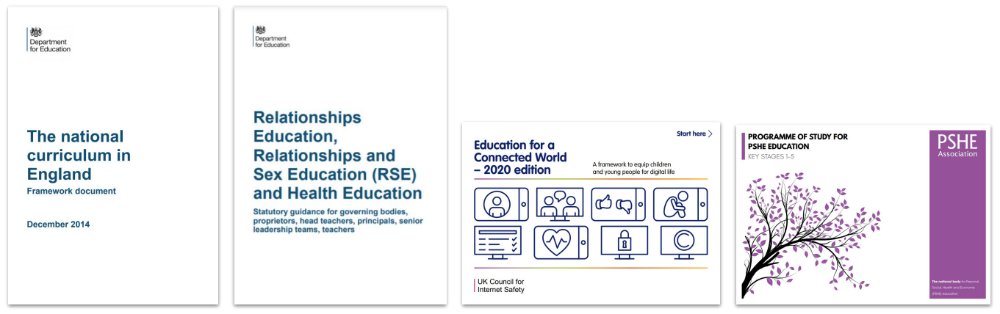 Department
for Education
The national
curriculum in
England
Framework document
December 2014
Department
for Education
Relationships
Education,
Relationships and
Sex Education (RSE)
and Health Education
Statutory guidance for governing bodies,
proprietors, head teachers, principals, senior
leadership teams, teachers
Start here
Education for a
Connected World
– 2020 edition
A framework to equip children
and young people for digital life
UK Council for
Internet Safety
PROGRAMME OF STUDY FOR
PSHE EDUCATION
KEY STAGES 1-5
PSHE
Association
The national body for Personal,
Social, Health and Economic
(PSHE) education